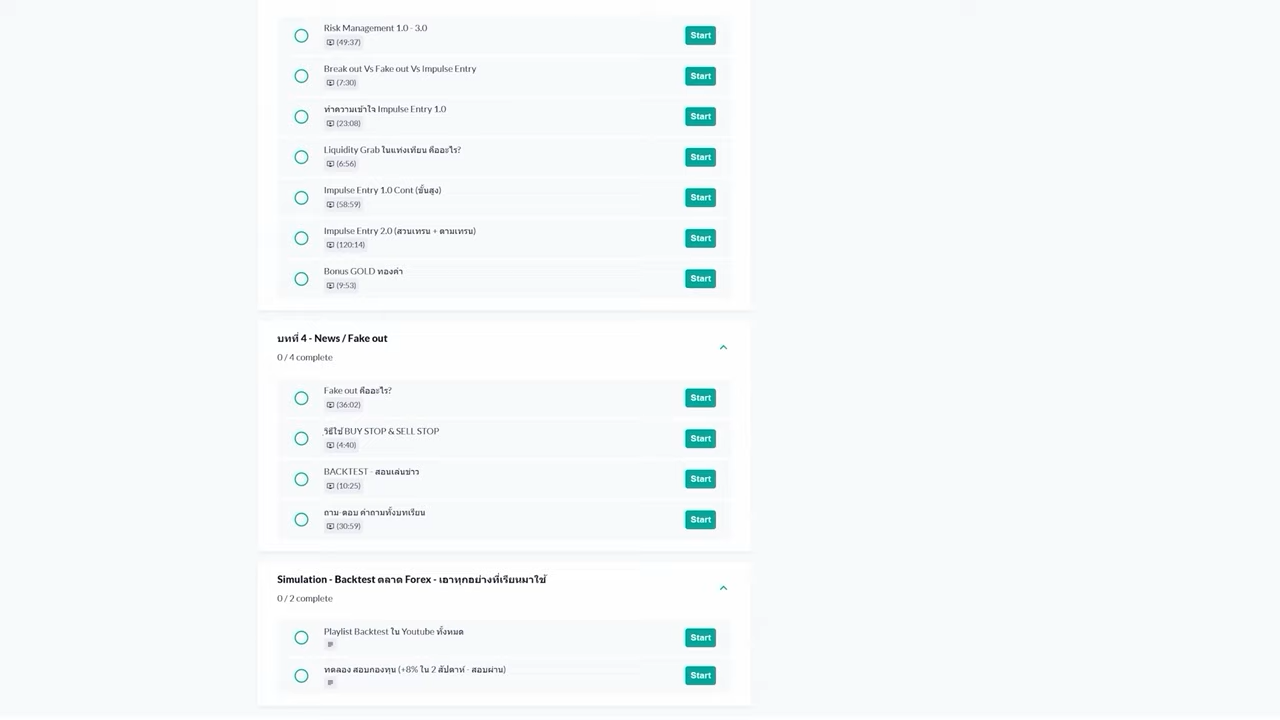 Risk Management 1.0 - 3.0
(49:37)
Start
Break out Vs Fake out Vs Impulse Entry
(7:30)
Start
ทำความเข้าใจ Impulse Entry 1.0
(23:08)
Start
Liquidity Grab ในแท่งเทียน คืออะไร?
(6:56)
Start
Impulse Entry 1.0 Cont (ขั้นสูง)
(58:59)
Start
Impulse Entry 2.0 (สวนเทรน + ตามเทรน)
(120:14)
Start
Bonus GOLD ทองคำ
(9:53)
Start
บทที่ 4 - News / Fake out
0 / 4 complete
Fake out คืออะไร?
(36:02)
Start
วิธีใช้ BUY STOP & SELL STOP
(4:40)
Start
BACKTEST - สอนเล่นข่าว
(10:25)
Start
ถาม-ตอบ คำถามทั้งบทเรียน
(30:59)
Start
Simulation - Backtest ตลาด Forex - เอาทุกอย่างที่เรียนมาใช้
0 / 2 complete
Playlist Backtest ใน Youtube ทั้งหมด
Start
ทดลอง สอบกองทุน (+8% ใน 2 สัปดาห์ - สอบผ่าน)
Start